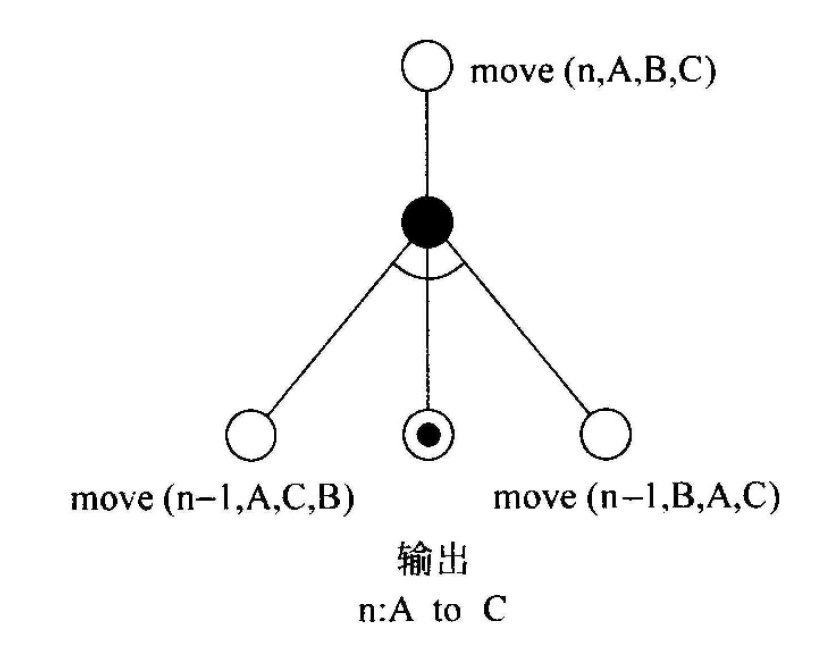 move (n,A,B,C)
move (n−1,A,C,B)
move (n−1,B,A,C)
输出
n:A to C